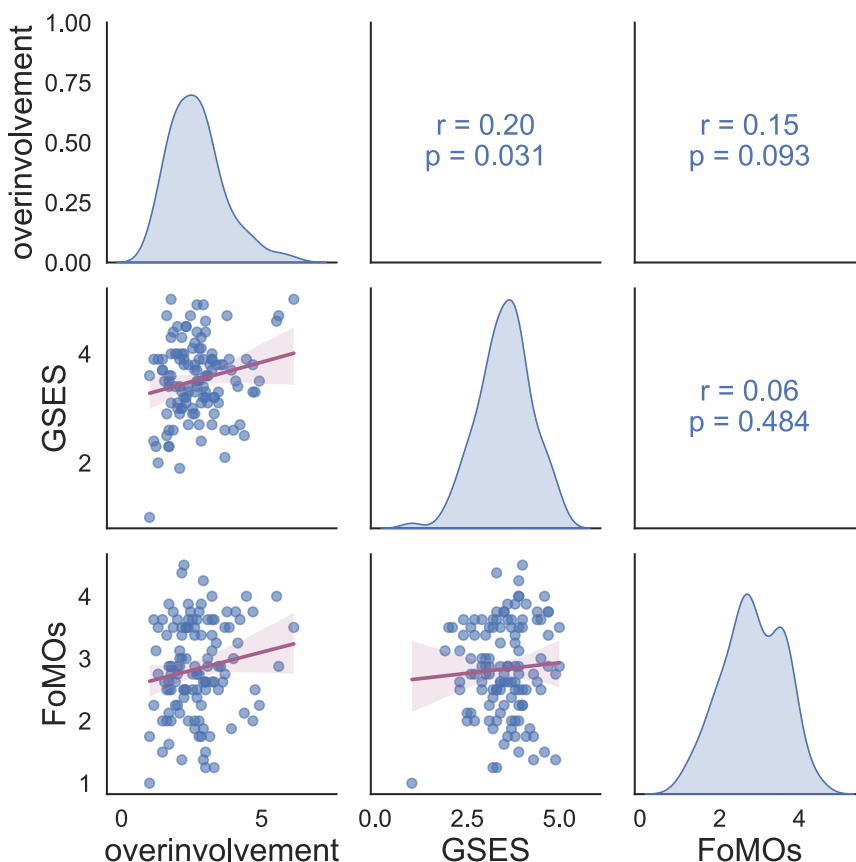 overinvolvement
1.00
0.75
0.50
0.25
0.00
r = 0.20
p = 0.031
r = 0.15
p = 0.093
GSES
4
2
r = 0.06
p = 0.484
FoMOs
4
3
2
1
0 5
0.0 2.5 5.0
0 2 4
overinvolvement GSES FoMOs